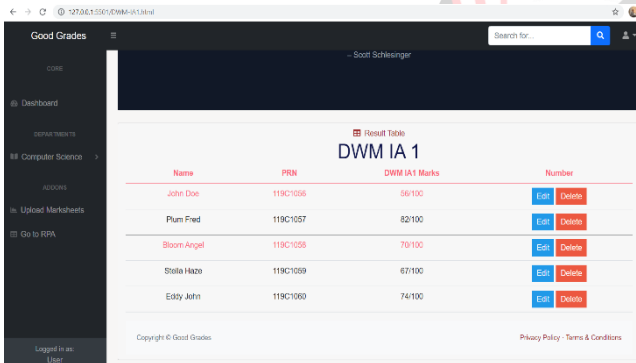 127.0.0.1:5501/DWM-IA1.html
Good Grades
Search for...
– Scott Schlesinger
CORE
Dashboard
DEPARTMENTS
Computer Science
ADDONS
Upload Marksheets
Go to RPA
Result Table
DWM IA 1
Name PRN DWM IA1 Marks Number
John Doe 119C1056 56/100 Edit Delete
Plum Fred 119C1057 82/100 Edit Delete
Bloom Angel 119C1058 70/100 Edit Delete
Stella Haze 119C1059 67/100 Edit Delete
Eddy John 119C1060 74/100 Edit Delete
Copyright © Good Grades
Privacy Policy · Terms & Conditions
Logged in as:
User